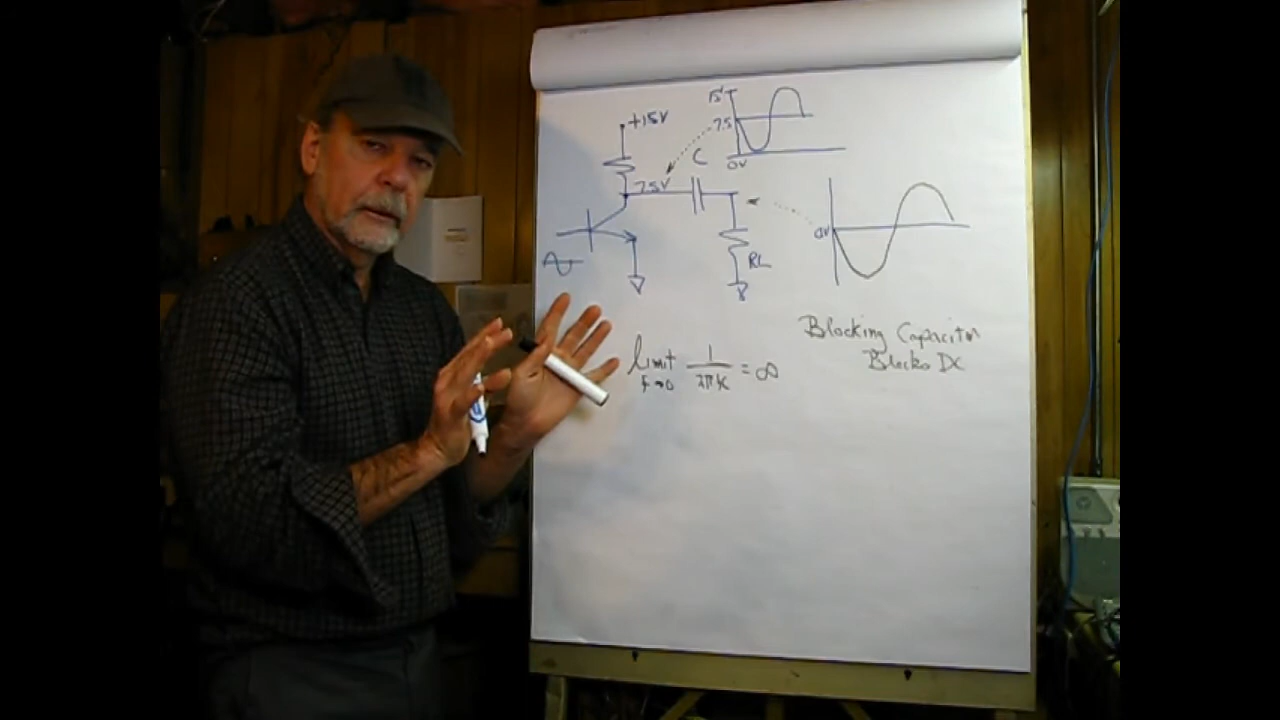 15
+15V
7.5
C
0V
7.5V
0V
RL
Blocking Capacitor
Blocks DC
limit 1/2πfC = ∞
f→0